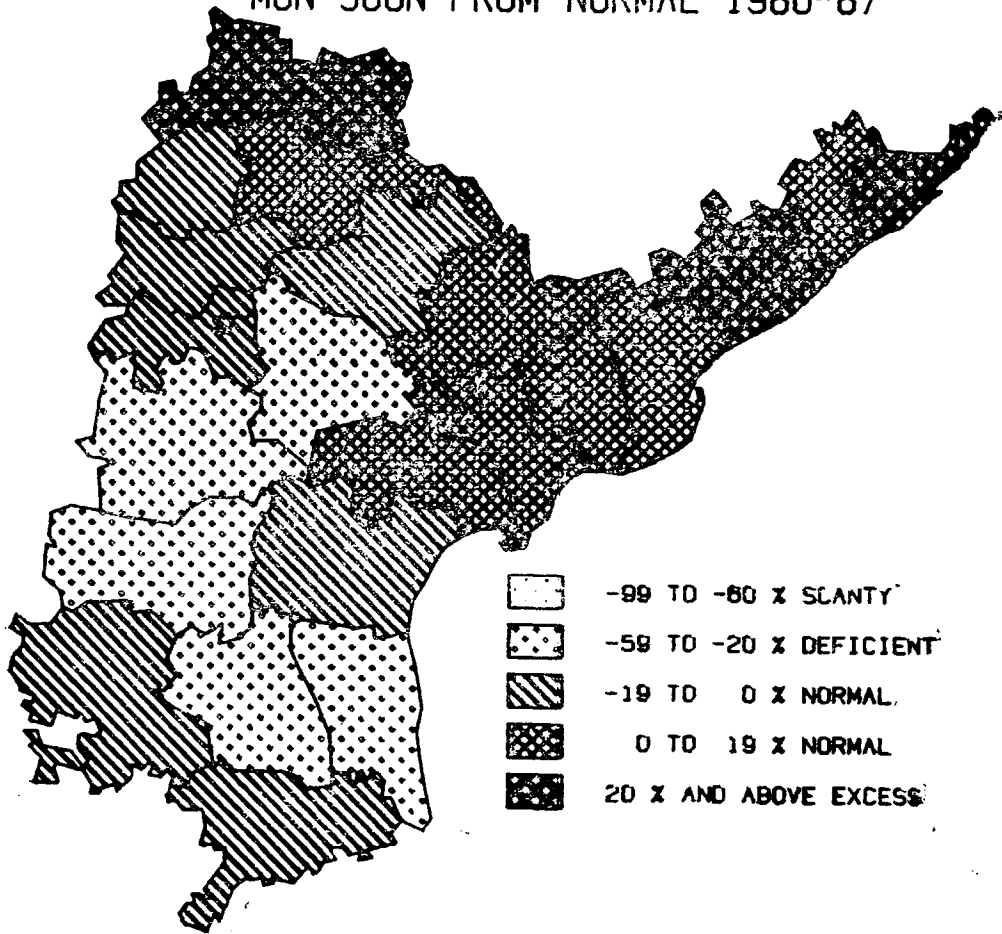 MON SOON FROM NORMAL 1986-87
-99 TO -60 % SCANTY
-59 TO -20 % DEFICIENT
-19 TO 0 % NORMAL
0 TO 19 % NORMAL
20 % AND ABOVE EXCESS